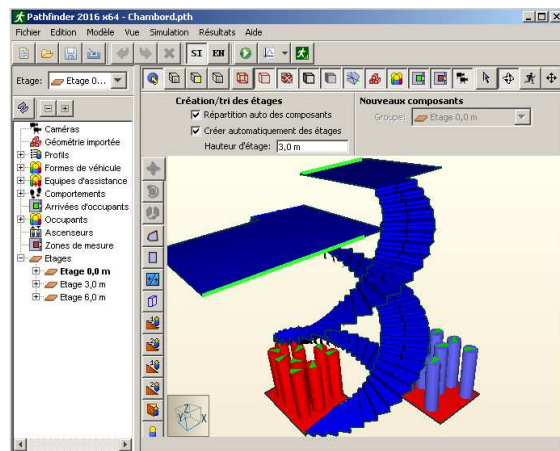 Pathfinder 2016 x64 - Chambord.pth
Fichier Edition Modèle Vue Simulation Résultats Aide
SI EN
Etage: Etage 0...
Création/tri des étages
Répartition auto des composants
Créer automatiquement des étages
Hauteur d'étage: 3,0 m
Nouveaux composants
Groupe: Etage 0,0 m
Caméras
Géométrie importée
Profils
Formes de véhicule
Equipes d'assistance
Comportements
Arrivées d'occupants
Occupants
Ascenseurs
Zones de mesure
Etages
Etage 0,0 m
Etage 3,0 m
Etage 6,0 m
Z
Y
X